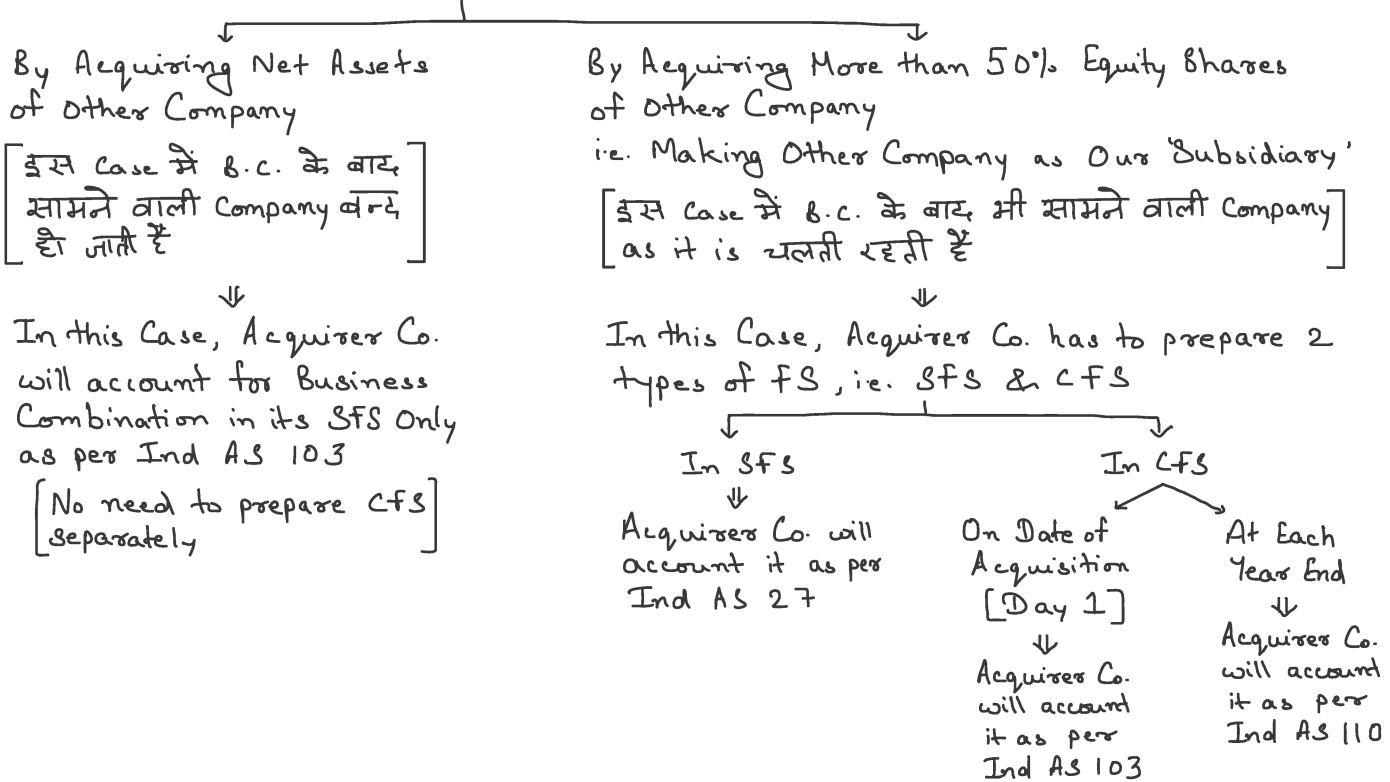 By Acquiring Net Assets
of Other Company
[इस Case में B.C. के बाद
सामने वाली Company बन्द
हो जाती है]
In this Case, Acquirer Co.
will account for Business
Combination in its SFS Only
as per Ind AS 103
[No need to prepare CFS
separately]
By Acquiring More than 50% Equity Shares
of Other Company
i.e. Making Other Company as Our 'Subsidiary'
[इस Case में B.C. के बाद भी सामने वाली Company
as it is चलती रहती है]
In this Case, Acquirer Co. has to prepare 2
types of FS, i.e. SFS & CFS
In SFS
Acquirer Co. will
account it as per
Ind AS 27
In CFS
On Date of
Acquisition
[Day 1]
Acquirer Co.
will account
it as per
Ind AS 103
At Each
Year End
Acquirer Co.
will account
it as per
Ind AS 110